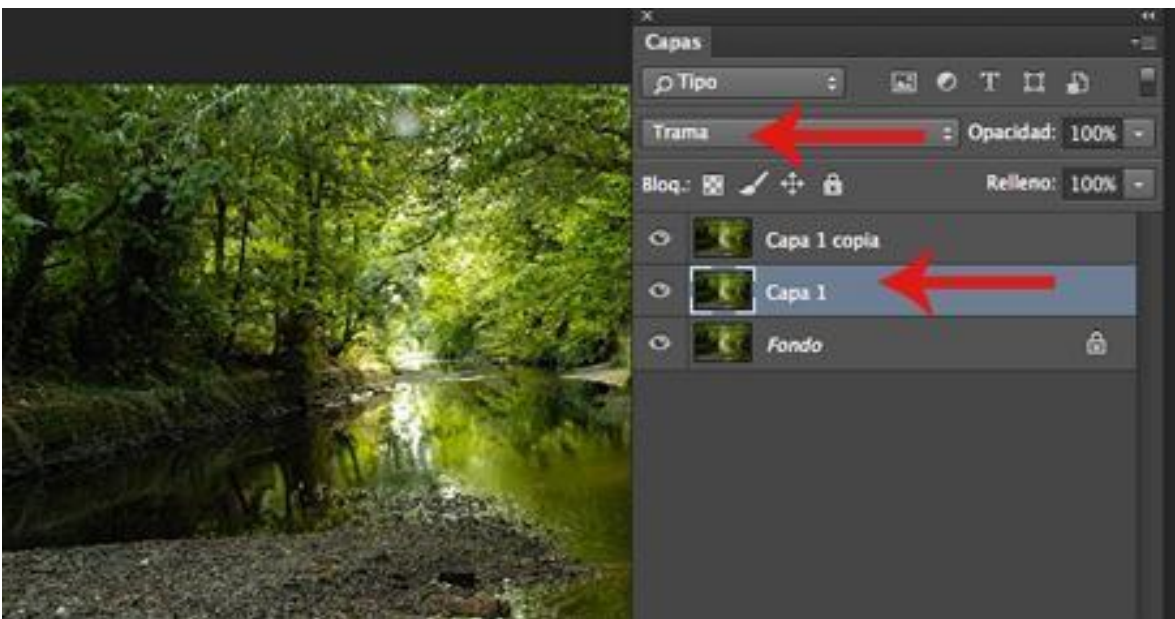 Capas
Tipo
Trama Opacidad: 100%
Bloq.: Relleno: 100%
Capa 1 copia
Capa 1
Fondo